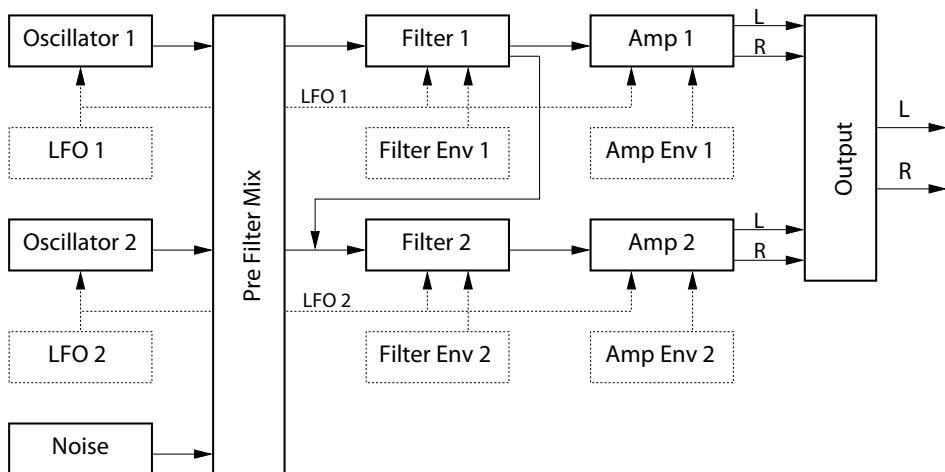 Oscillator 1
Filter 1
Amp 1
L
R
LFO 1
LFO 1
Filter Env 1
Amp Env 1
Pre Filter Mix
Output
L
R
Oscillator 2
Filter 2
Amp 2
L
R
LFO 2
LFO 2
Filter Env 2
Amp Env 2
Noise